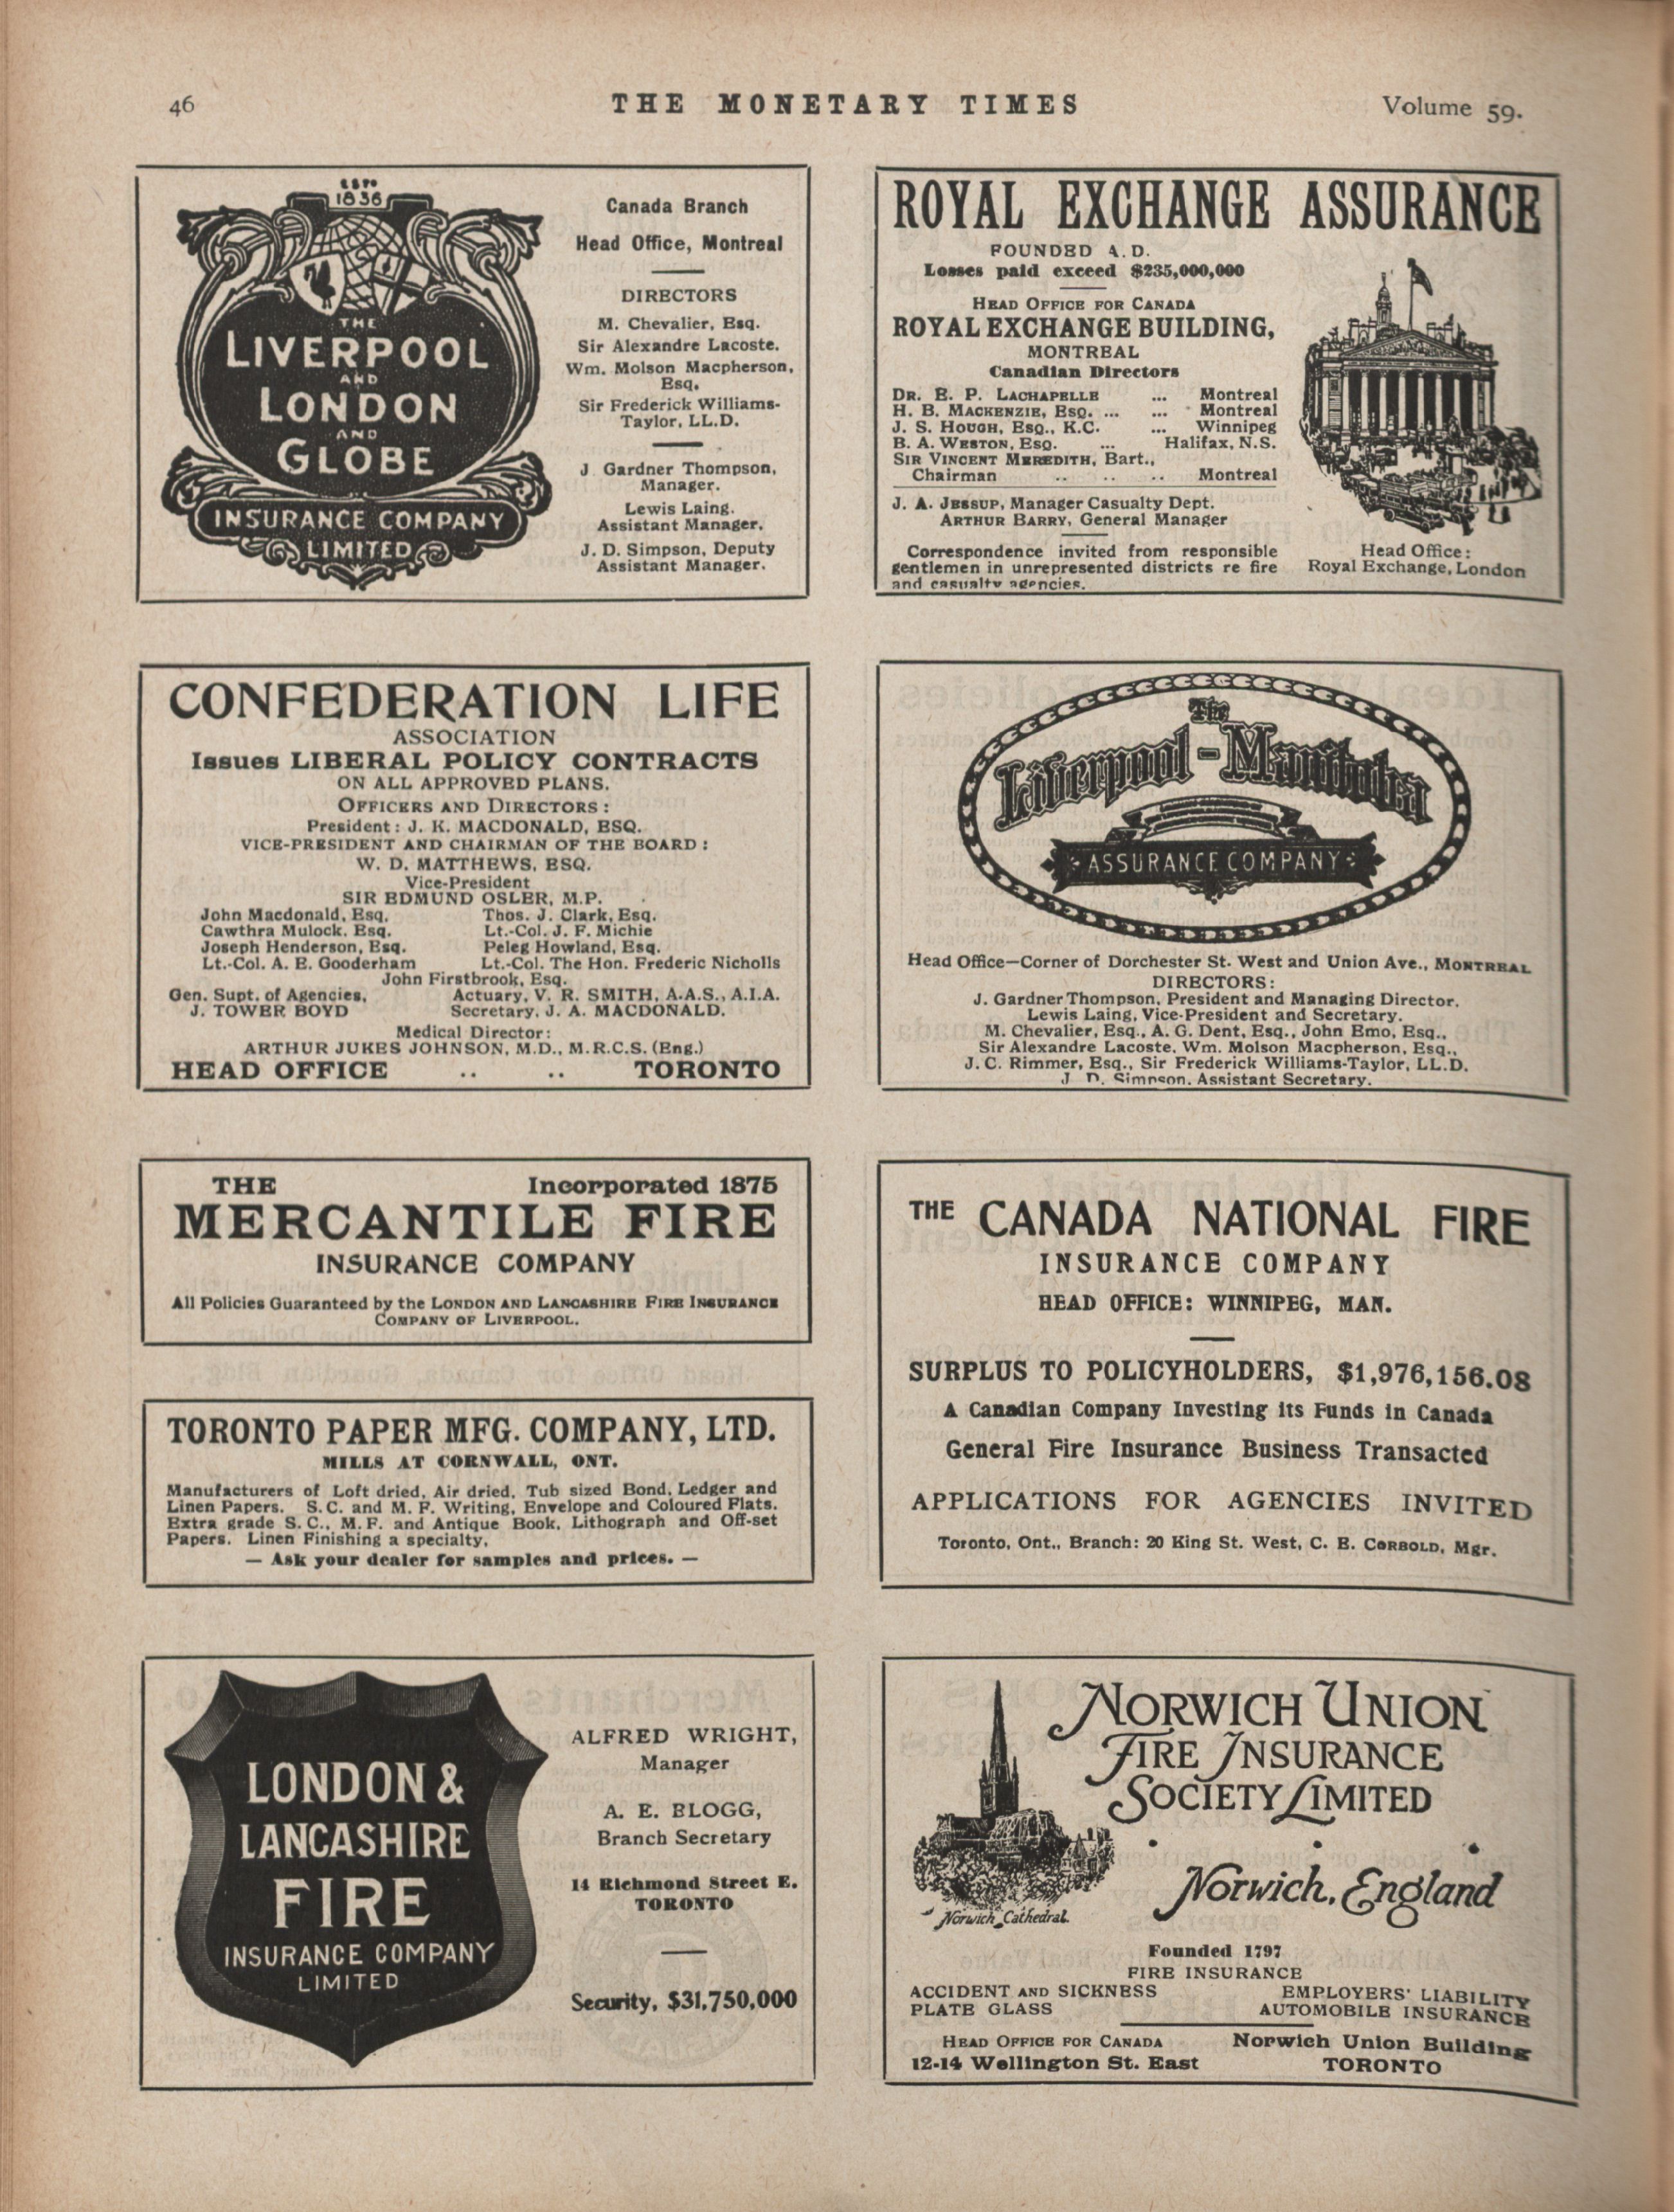 46
THE MONETARY TIMES
Volume 59.
ESTD
1836
THE
LIVERPOOL
AND
LONDON
AND
GLOBE
INSURANCE COMPANY
LIMITED
Canada Branch
Head Office, Montreal
DIRECTORS
M. Chevalier, Esq.
Sir Alexandre Lacoste.
Wm. Molson Macpherson,
Esq.
Sir Frederick Williams-
Taylor, LL.D.
J Gardner Thompson,
Manager.
Lewis Laing.
Assistant Manager.
J. D. Simpson, Deputy
Assistant Manager.
ROYAL EXCHANGE ASSURANCE
FOUNDED A.D.
Losses paid exceed $235,000,000
HEAD OFFICE FOR CANADA
ROYAL EXCHANGE BUILDING,
MONTREAL
Canadian Directors
DR. E. P. LACHAPELLE ... Montreal
H. B. MACKENZIE, ESQ. ... ... Montreal
J. S. HOUGH, ESQ., K.C. ... Winnipeg
B. A. WESTON, ESQ. ... Halifax, N.S.
SIR VINCENT MEREDITH, Bart.,
Chairman .. .. .. Montreal
J. A. JESSUP, Manager Casualty Dept.
ARTHUR BARRY, General Manager
Correspondence invited from responsible
gentlemen in unrepresented districts re fire
and casualty agencies.
Head Office:
Royal Exchange, London
CONFEDERATION LIFE
ASSOCIATION
Issues LIBERAL POLICY CONTRACTS
ON ALL APPROVED PLANS.
OFFICERS AND DIRECTORS:
President: J. K. MACDONALD, ESQ.
VICE-PRESIDENT AND CHAIRMAN OF THE BOARD:
W. D. MATTHEWS, ESQ.
Vice-President
SIR EDMUND OSLER, M.P.
John Macdonald, Esq. Thos. J. Clark, Esq.
Cawthra Mulock, Esq. Lt.-Col. J. F. Michie
Joseph Henderson, Esq. Peleg Howland, Esq.
Lt.-Col. A. E. Gooderham Lt.-Col. The Hon. Frederic Nicholls
John Firstbrook, Esq.
Gen. Supt. of Agencies, Actuary, V. R. SMITH, A.A.S., A.I.A.
J. TOWER BOYD Secretary, J. A. MACDONALD.
Medical Director:
ARTHUR JUKES JOHNSON, M.D., M.R.C.S. (Eng.)
HEAD OFFICE .. .. TORONTO
The
Liverpool-Manitoba
ASSURANCE COMPANY
Head Office—Corner of Dorchester St. West and Union Ave., MONTREAL
DIRECTORS:
J. Gardner Thompson, President and Managing Director.
Lewis Laing, Vice-President and Secretary.
M. Chevalier, Esq., A. G. Dent, Esq., John Emo, Esq.,
Sir Alexandre Lacoste, Wm. Molson Macpherson, Esq.,
J. C. Rimmer, Esq., Sir Frederick Williams-Taylor, LL.D.
J. D. Simpson, Assistant Secretary.
THE Incorporated 1875
MERCANTILE FIRE
INSURANCE COMPANY
All Policies Guaranteed by the LONDON AND LANCASHIRE FIRE INSURANCE
COMPANY OF LIVERPOOL.
THE CANADA NATIONAL FIRE
INSURANCE COMPANY
HEAD OFFICE: WINNIPEG, MAN.
SURPLUS TO POLICYHOLDERS, $1,976,156.08
A Canadian Company Investing its Funds in Canada
General Fire Insurance Business Transacted
APPLICATIONS FOR AGENCIES INVITED
Toronto, Ont., Branch: 20 King St. West, C. E. CORBOLD, Mgr.
TORONTO PAPER MFG. COMPANY, LTD.
MILLS AT CORNWALL, ONT.
Manufacturers of Loft dried, Air dried, Tub sized Bond, Ledger and
Linen Papers. S.C. and M. F. Writing, Envelope and Coloured Flats.
Extra grade S. C., M. F. and Antique Book, Lithograph and Off-set
Papers. Linen Finishing a specialty.
— Ask your dealer for samples and prices. —
LONDON &
LANCASHIRE
FIRE
INSURANCE COMPANY
LIMITED
ALFRED WRIGHT,
Manager
A. E. BLOGG,
Branch Secretary
14 Richmond Street E.
TORONTO
Security, $31,750,000
NORWICH UNION
FIRE INSURANCE
SOCIETY LIMITED
Norwich, England
Norwich Cathedral.
Founded 1797
FIRE INSURANCE
ACCIDENT AND SICKNESS EMPLOYERS' LIABILITY
PLATE GLASS AUTOMOBILE INSURANCE
HEAD OFFICE FOR CANADA Norwich Union Building
12-14 Wellington St. East TORONTO